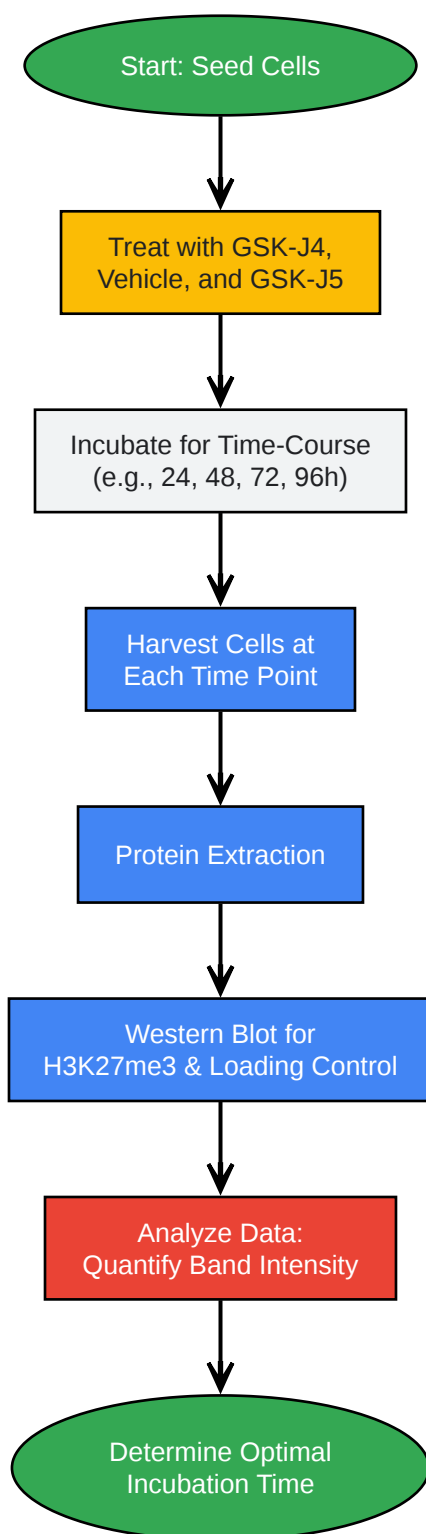 Start: Seed Cells
Treat with GSK-J4,
Vehicle, and GSK-J5
Incubate for Time-Course
(e.g., 24, 48, 72, 96h)
Harvest Cells at
Each Time Point
Protein Extraction
Western Blot for
H3K27me3 & Loading Control
Analyze Data:
Quantify Band Intensity
Determine Optimal
Incubation Time